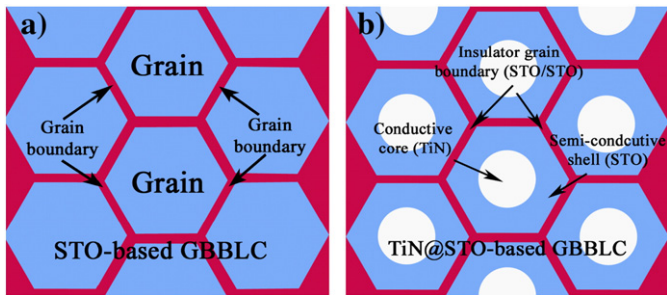 a)
Grain
Grain
boundary
Grain
boundary
Grain
STO-based GBBLC
b)
Insulator grain
boundary (STO/STO)
Conductive
core (TiN)
Semi-condcutive
shell (STO)
TiN@STO-based GBBLC